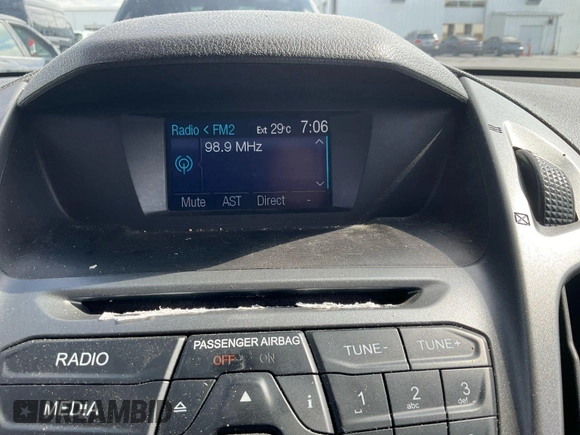 Radio < FM2 Ext 29°C 7:06
98.9 MHz
Mute AST Direct -
PASSENGER AIRBAG
OFF ON
RADIO
TUNE- TUNE+
MEDIA
i
1
2 abc
3 def
DREAMBID